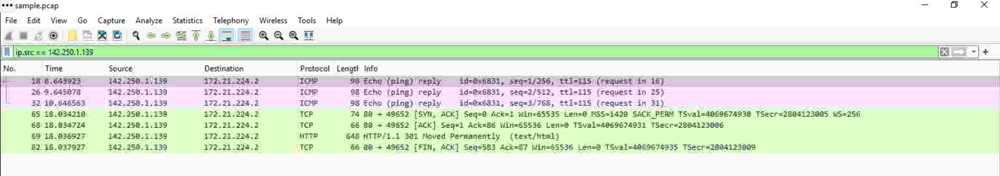 sample.pcap
File Edit View Go Capture Analyze Statistics Telephony Wireless Tools Help
ip.src == 142.250.1.139
No. Time Source Destination Protocol Length Info
18 8.643923 142.250.1.139 172.21.224.2 ICMP 98 Echo (ping) reply id=0x6831, seq=1/256, ttl=115 (request in 16)
26 9.645078 142.250.1.139 172.21.224.2 ICMP 98 Echo (ping) reply id=0x6831, seq=2/512, ttl=115 (request in 25)
32 10.646563 142.250.1.139 172.21.224.2 ICMP 98 Echo (ping) reply id=0x6831, seq=3/768, ttl=115 (request in 31)
65 18.034210 142.250.1.139 172.21.224.2 TCP 74 80 → 49652 [SYN, ACK] Seq=0 Ack=1 Win=65535 Len=0 MSS=1420 SACK_PERM TSval=4069674930 TSecr=2804123005 WS=256
68 18.034724 142.250.1.139 172.21.224.2 TCP 66 80 → 49652 [ACK] Seq=1 Ack=86 Win=65536 Len=0 TSval=4069674931 TSecr=2804123006
69 18.036927 142.250.1.139 172.21.224.2 HTTP 648 HTTP/1.1 301 Moved Permanently (text/html)
82 18.037927 142.250.1.139 172.21.224.2 TCP 66 80 → 49652 [FIN, ACK] Seq=583 Ack=87 Win=65536 Len=0 TSval=4069674935 TSecr=2804123009